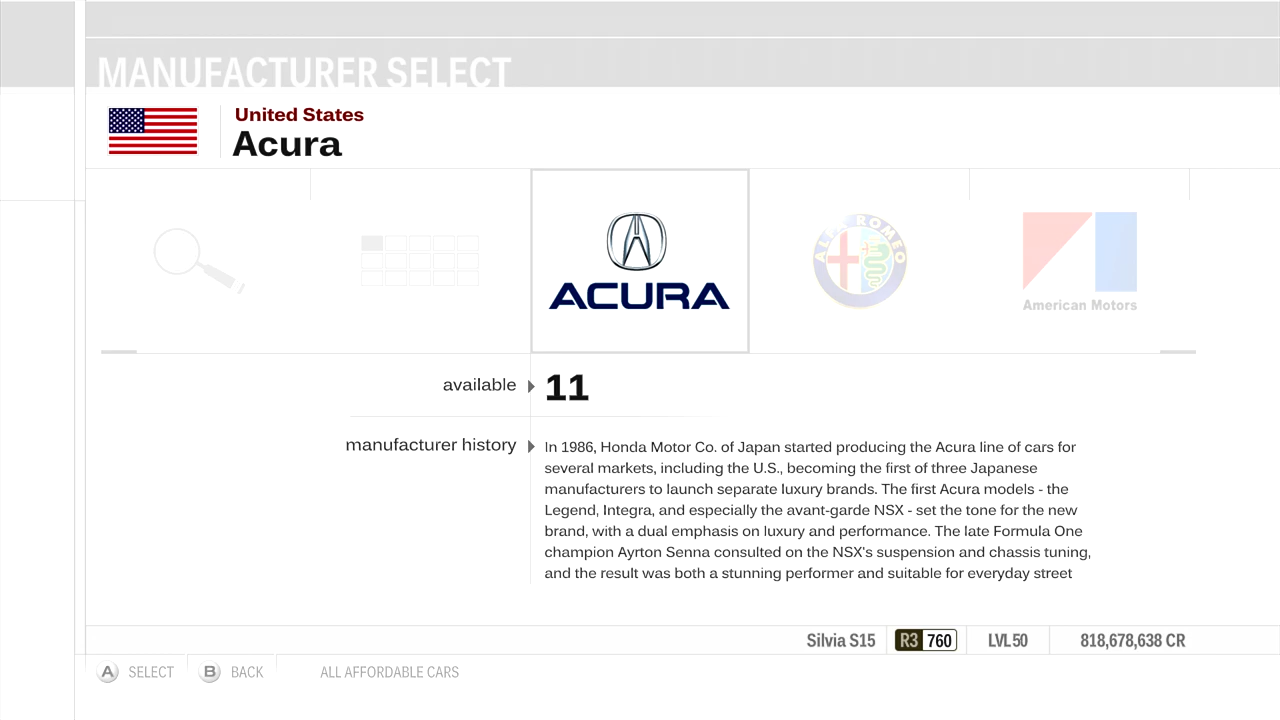 MANUFACTURER SELECT
United States
Acura
ACURA
ALFA ROMEO
American Motors
available
11
manufacturer history
In 1986, Honda Motor Co. of Japan started producing the Acura line of cars for
several markets, including the U.S., becoming the first of three Japanese
manufacturers to launch separate luxury brands. The first Acura models - the
Legend, Integra, and especially the avant-garde NSX - set the tone for the new
brand, with a dual emphasis on luxury and performance. The late Formula One
champion Ayrton Senna consulted on the NSX's suspension and chassis tuning,
and the result was both a stunning performer and suitable for everyday street
Silvia S15 R3 760 LVL50 818,678,638 CR
A SELECT B BACK ALL AFFORDABLE CARS